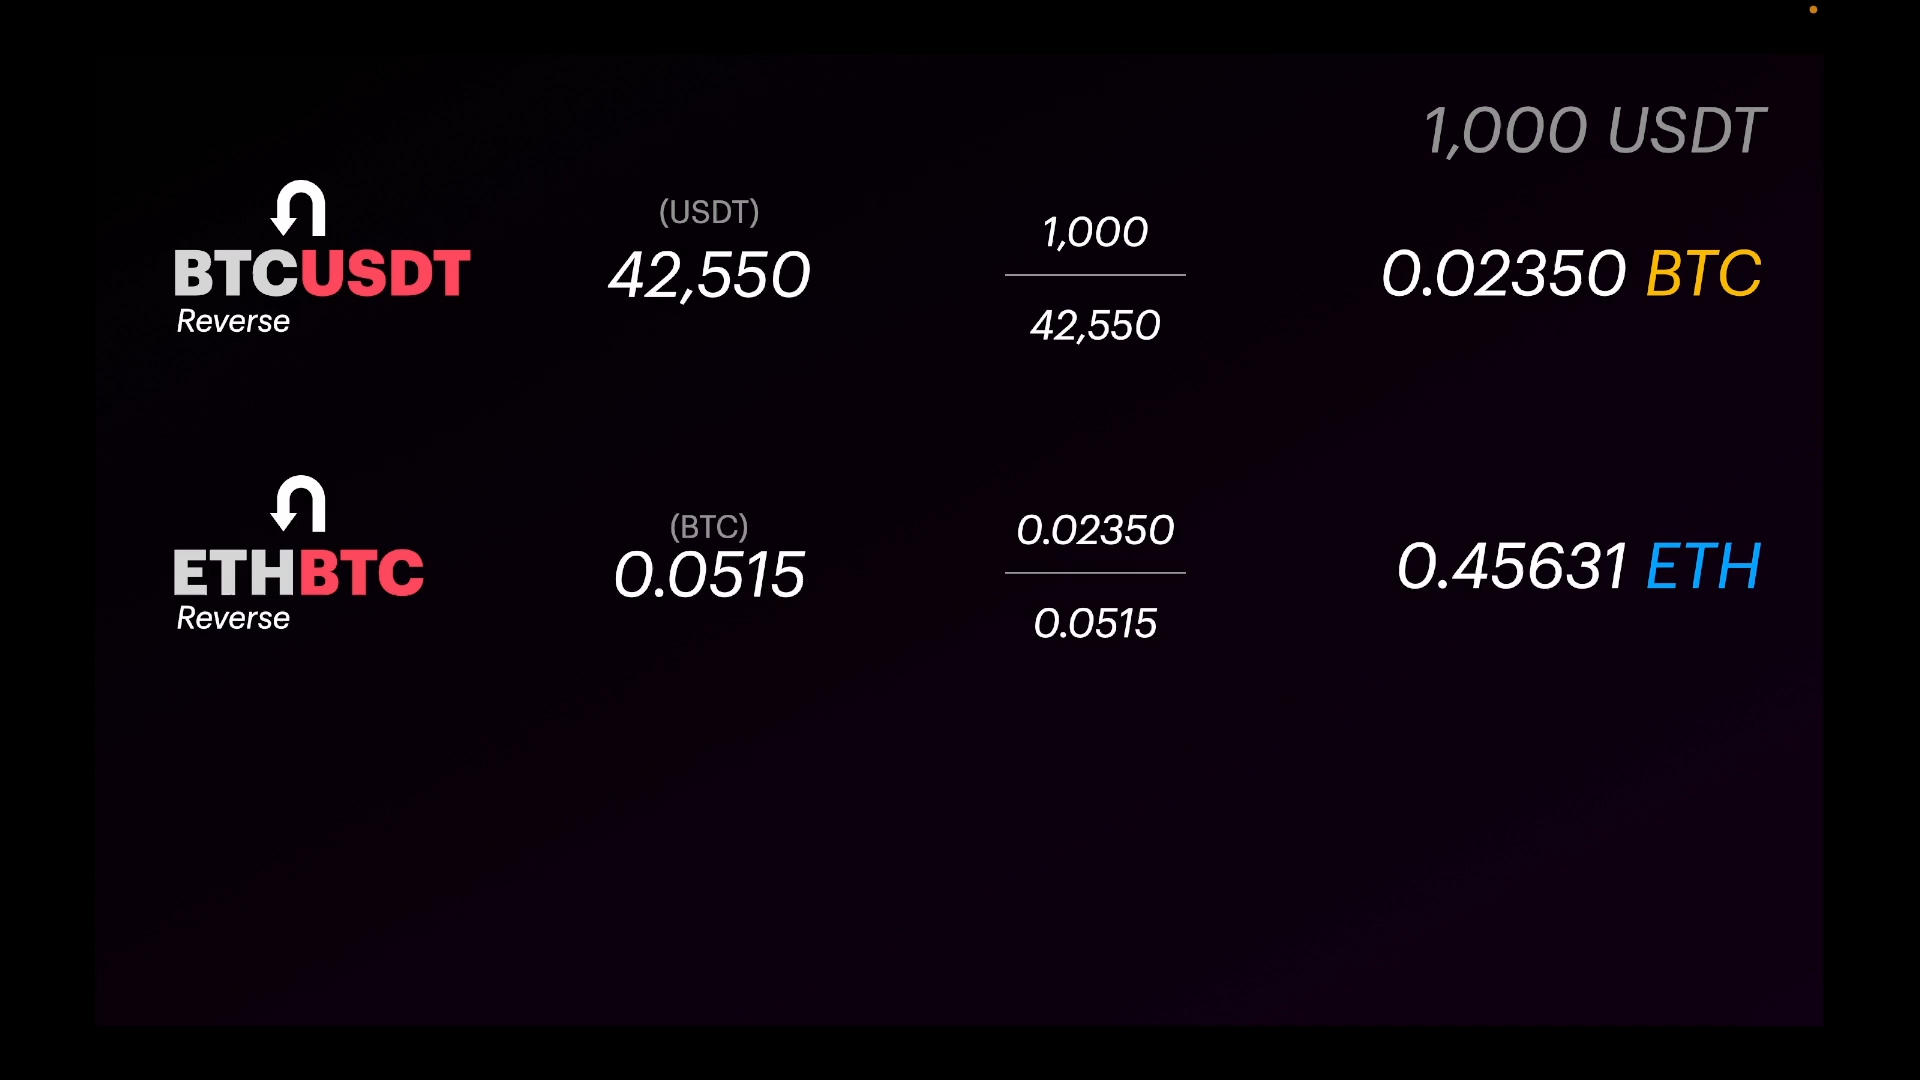 1,000 USDT
BTCUSDT
Reverse
(USDT)
42,550
1,000
42,550
0.02350 BTC
ETHBTC
Reverse
(BTC)
0.0515
0.02350
0.0515
0.45631 ETH